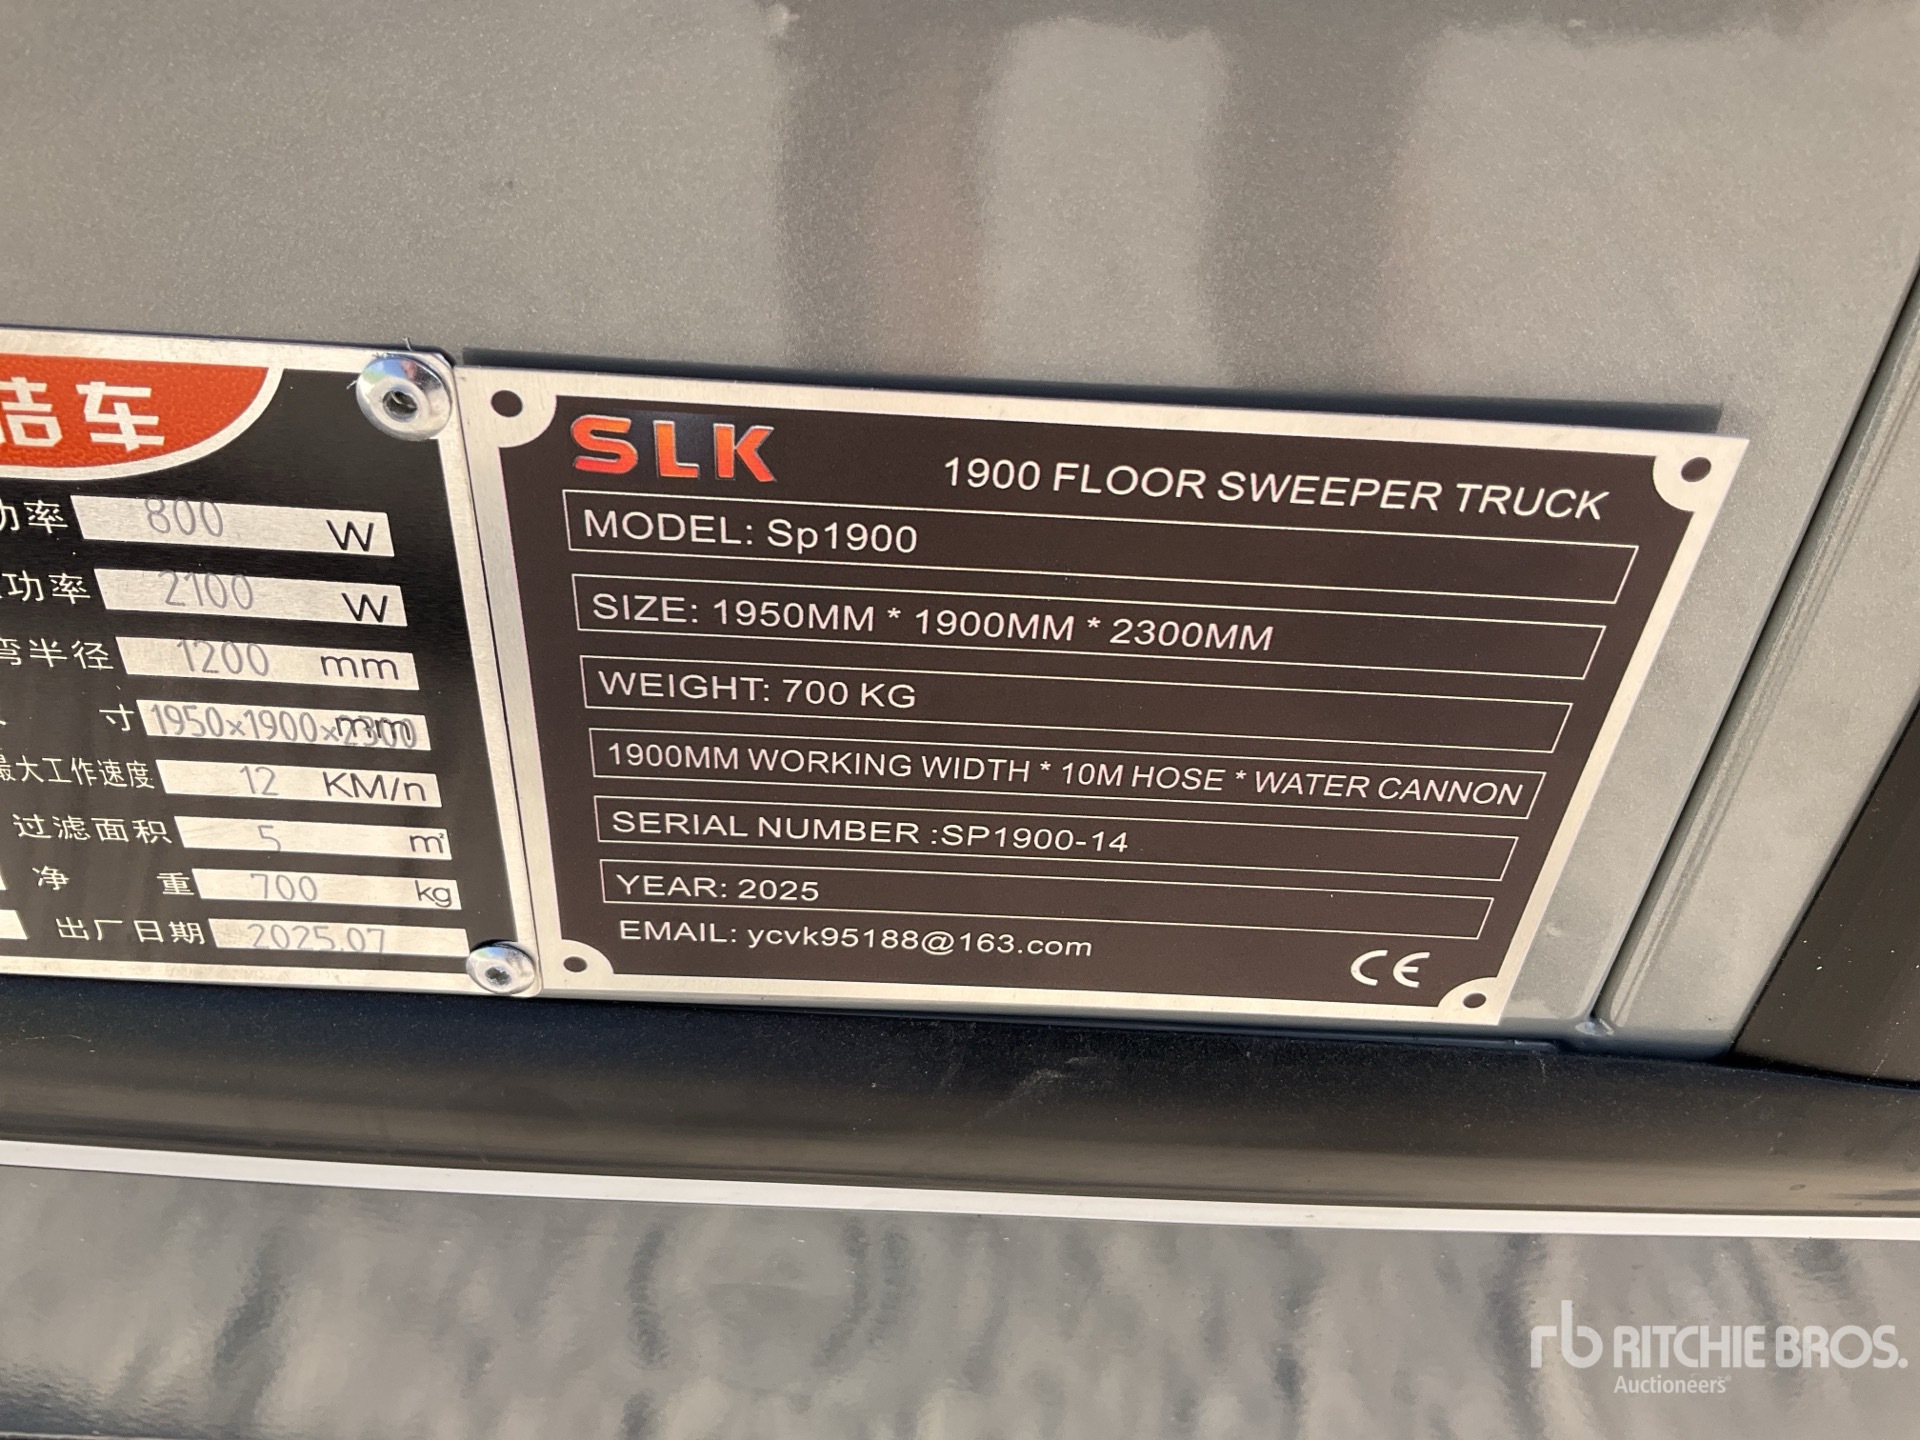 洁车
功率 800 W
功率 2100 W
弯半径 1200 mm
寸 1950×1900×2300 mm
最大工作速度 12 KM/n
过滤面积 5 m²
净 重 700 kg
出厂日期 2025.07
SLK
1900 FLOOR SWEEPER TRUCK
MODEL: Sp1900
SIZE: 1950MM * 1900MM * 2300MM
WEIGHT: 700 KG
1900MM WORKING WIDTH * 10M HOSE * WATER CANNON
SERIAL NUMBER :SP1900-14
YEAR: 2025
EMAIL: ycvk95188@163.com
CE
rb RITCHIE BROS.
Auctioneers